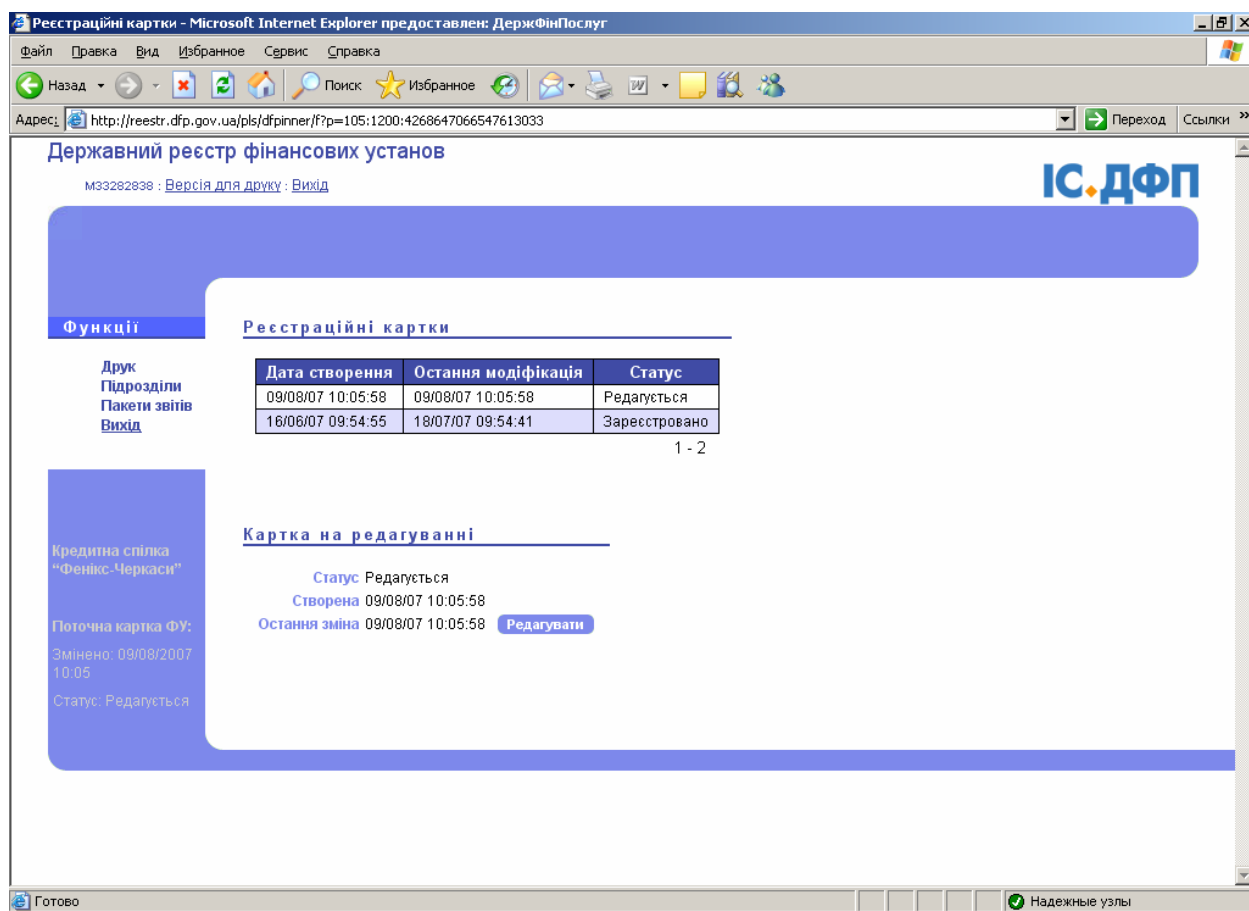 Реєстраційні картки - Microsoft Internet Explorer предоставлен: ДержФінПослуг
Файл Правка Вид Избранное Сервис Справка
Назад Поиск Избранное
Адрес: http://reestr.dfp.gov.ua/pls/dfpinner/f?p=105:1200:4268647066547613033 Переход Ссылки »
Державний реєстр фінансових установ
М33282838 : Версія для друку : Вихід
ІС.ДФП
Функції
Друк
Підрозділи
Пакети звітів
Вихід
Реєстраційні картки
Дата створення Остання модіфікація Статус
09/08/07 10:05:58 09/08/07 10:05:58 Редагується
16/06/07 09:54:55 18/07/07 09:54:41 Зареєстровано
1 - 2
Кредитна спілка
“Фенікс-Черкаси”
Поточна картка ФУ:
Змінено: 09/08/2007
10:05
Статус: Редагується
Картка на редагуванні
Статус Редагується
Створена 09/08/07 10:05:58
Остання зміна 09/08/07 10:05:58 Редагувати
Готово Надежные узлы